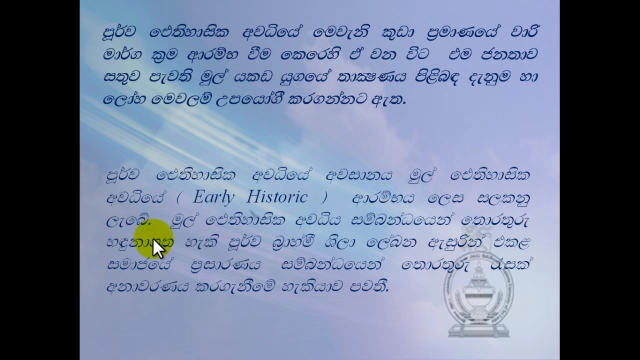 පූර්ව ඓතිහාසික අවධියේ මෙවැනි කුඩා ප්‍රමාණයේ වාරි
මාර්ග ක්‍රම ආරම්භ වීම කෙරෙහි ඒ වන විට එම ජනතාව
සතුව පැවති මුල් යකඩ යුගයේ තාක්‍ෂණය පිළිබඳ දැනුම හා
ලෝහ මෙවලම් උපයෝගී කරගන්නට ඇත.
පූර්ව ඓතිහාසික අවධියේ අවසානය මුල් ඓතිහාසික
අවධියේ ( Early Historic ) ආරම්භය ලෙස සලකනු
ලැබේ. මුල් ඓතිහාසික අවධිය සම්බන්ධයෙන් තොරතුරු
හඳුනාගත හැකි පූර්ව බ්‍රාහ්මී ශිලා ලේඛන ඇසුරින් එකළ
සමාජයේ ප්‍රසාරණය සම්බන්ධයෙන් තොරතුරු රැසක්
අනාවරණය කරගැනීමේ හැකියාව පවතී.